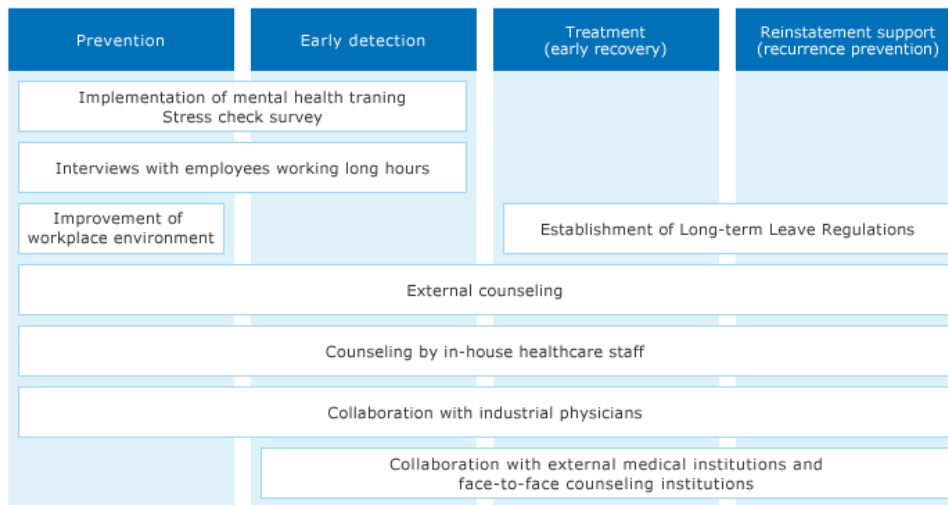 Prevention
Early detection
Treatment
(early recovery)
Reinstatement support
(recurrence prevention)
Implementation of mental health traning
Stress check survey
Interviews with employees working long hours
Improvement of
workplace environment
Establishment of Long-term Leave Regulations
External counseling
Counseling by in-house healthcare staff
Collaboration with industrial physicians
Collaboration with external medical institutions and
face-to-face counseling institutions